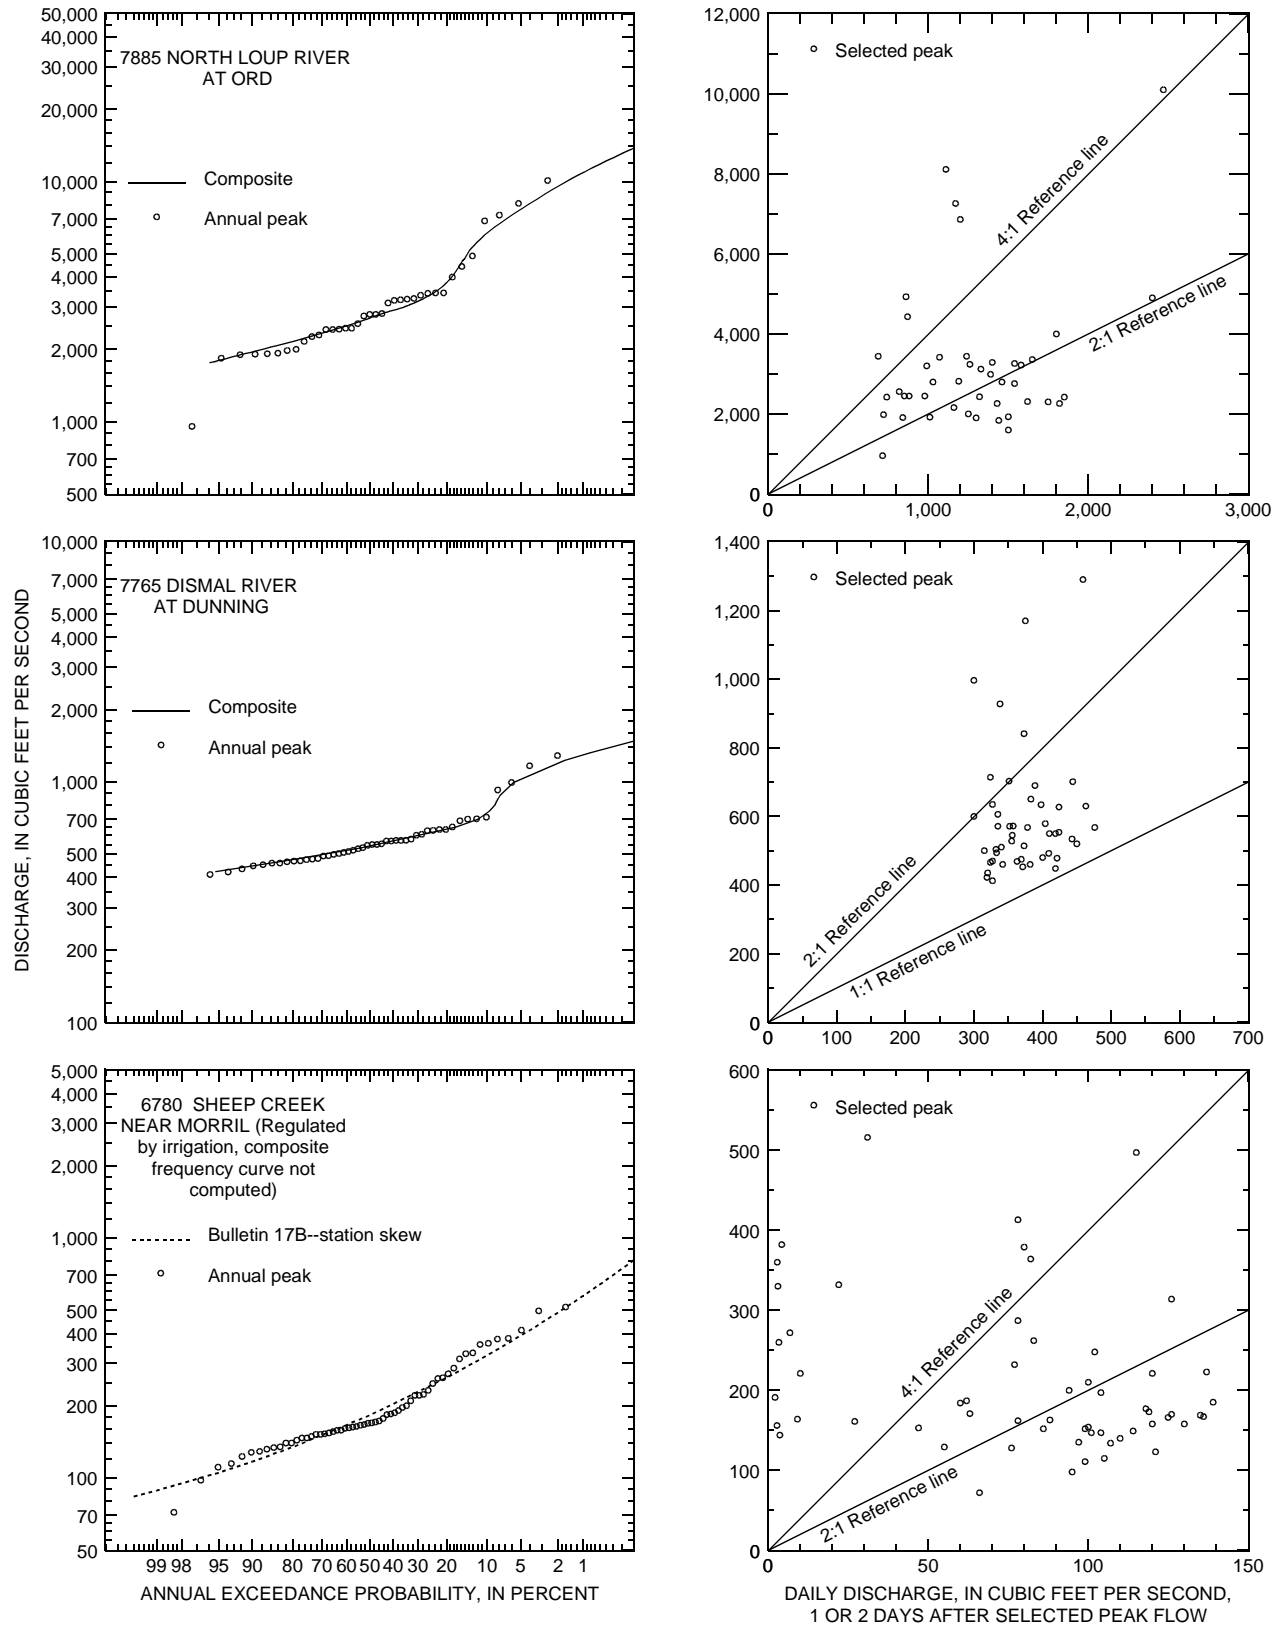 50,000
40,000
30,000
20,000
10,000
7,000
5,000
4,000
3,000
2,000
1,000
700
500
7885 NORTH LOUP RIVER
AT ORD
Composite
Annual peak
12,000
10,000
8,000
6,000
4,000
2,000
0
Selected peak
4:1 Reference line
2:1 Reference line
0
1,000
2,000
3,000
DISCHARGE, IN CUBIC FEET PER SECOND
10,000
7,000
5,000
4,000
3,000
2,000
1,000
700
500
400
300
200
100
7765 DISMAL RIVER
AT DUNNING
Composite
Annual peak
1,400
1,200
1,000
800
600
400
200
0
Selected peak
2:1 Reference line
1:1 Reference line
0
100
200
300
400
500
600
700
5,000
4,000
3,000
2,000
1,000
700
500
400
300
200
100
70
50
6780 SHEEP CREEK
NEAR MORRIL (Regulated
by irrigation, composite
frequency curve not
computed)
Bulletin 17B--station skew
Annual peak
99 98 95 90 80 70 60 50 40 30 20 10 5 2 1
ANNUAL EXCEEDANCE PROBABILITY, IN PERCENT
600
500
400
300
200
100
0
Selected peak
4:1 Reference line
2:1 Reference line
0
50
100
150
DAILY DISCHARGE, IN CUBIC FEET PER SECOND,
1 OR 2 DAYS AFTER SELECTED PEAK FLOW